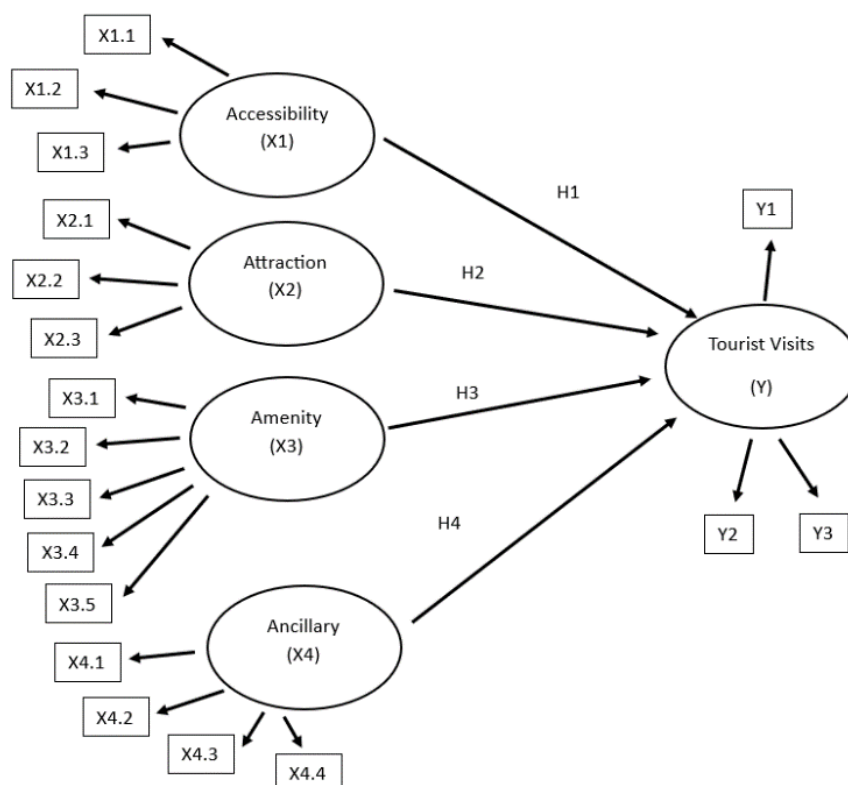 X1.1
X1.2
X1.3
Accessibility
(X1)
H1
X2.1
X2.2
X2.3
Attraction
(X2)
H2
Y1
Tourist Visits
(Y)
X3.1
X3.2
X3.3
X3.4
X3.5
Amenity
(X3)
H3
H4
Y2
Y3
Ancillary
(X4)
X4.1
X4.2
X4.3
X4.4